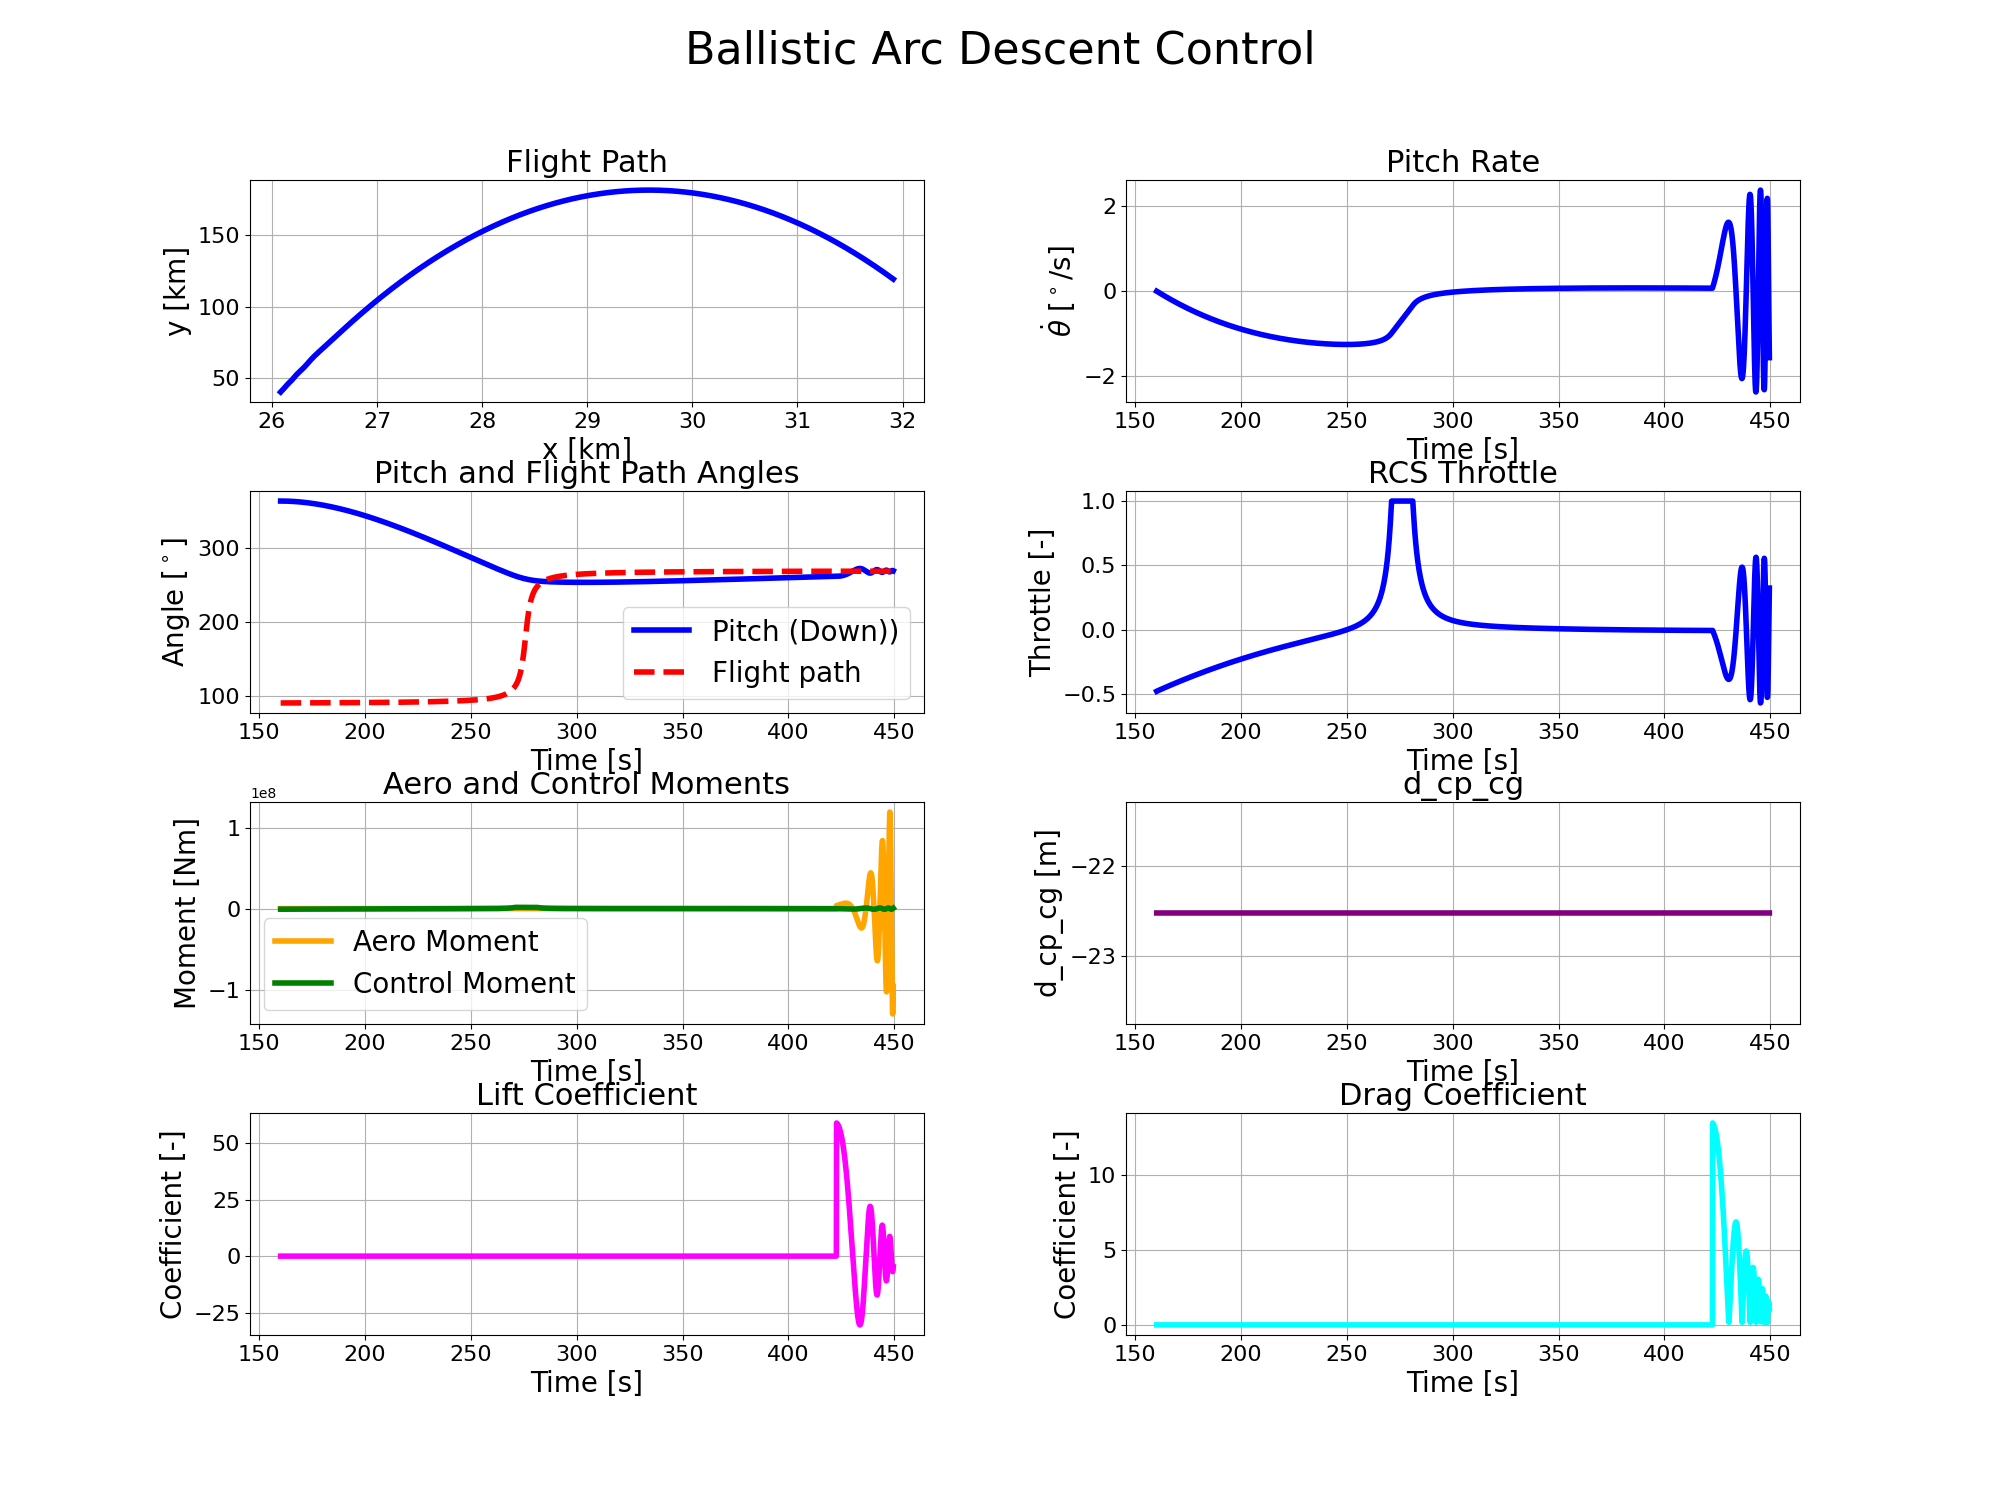 Ballistic Arc Descent Control
Flight Path
y [km]
150
100
50
26 27 28 29 30 31 32
x [km]
Pitch Rate
θ̇ [°/s]
2
0
−2
150 200 250 300 350 400 450
Time [s]
Pitch and Flight Path Angles
Angle [°]
300
200
100
Pitch (Down))
Flight path
150 200 250 300 350 400 450
Time [s]
RCS Throttle
Throttle [-]
1.0
0.5
0.0
−0.5
150 200 250 300 350 400 450
Time [s]
Aero and Control Moments
1e8
Moment [Nm]
1
0
−1
Aero Moment
Control Moment
150 200 250 300 350 400 450
Time [s]
d_cp_cg
d_cp_cg [m]
−22
−23
150 200 250 300 350 400 450
Time [s]
Lift Coefficient
Coefficient [-]
50
25
0
−25
150 200 250 300 350 400 450
Time [s]
Drag Coefficient
Coefficient [-]
10
5
0
150 200 250 300 350 400 450
Time [s]